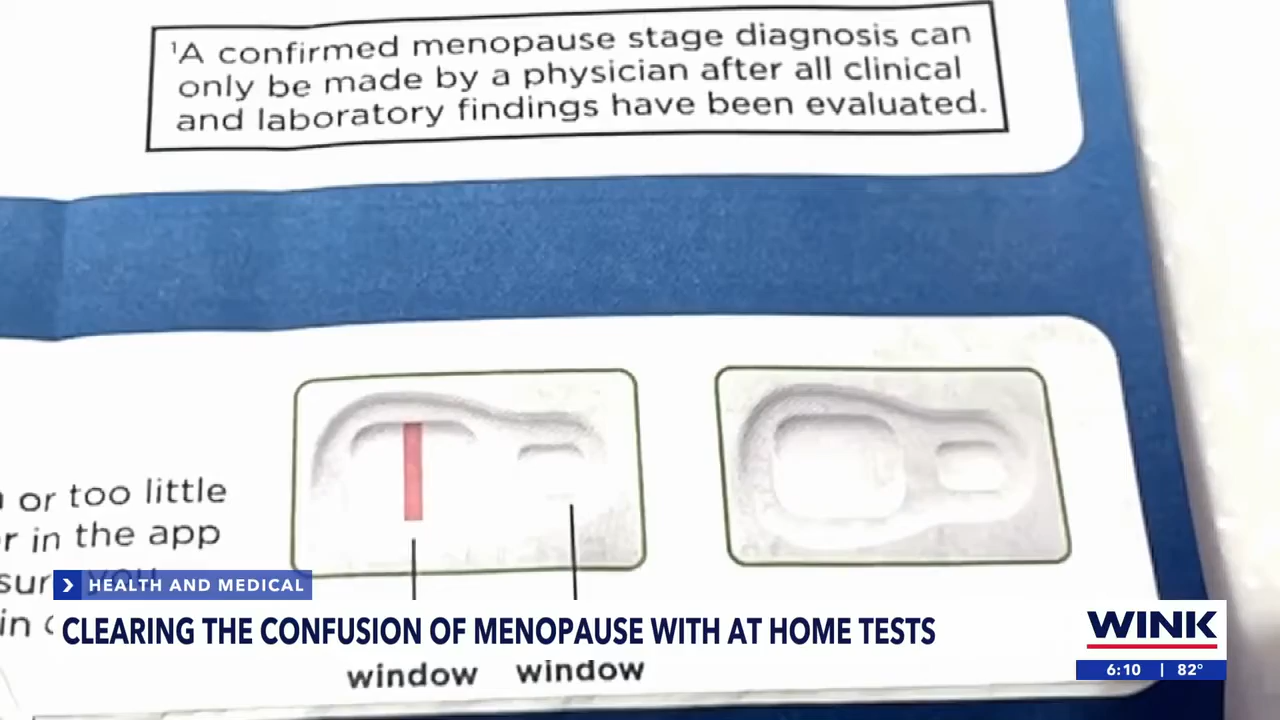 ¹A confirmed menopause stage diagnosis can
only be made by a physician after all clinical
and laboratory findings have been evaluated.
or too little
in the app
you
in
HEALTH AND MEDICAL
CLEARING THE CONFUSION OF MENOPAUSE WITH AT HOME TESTS
window window
WINK
6:10 | 82°